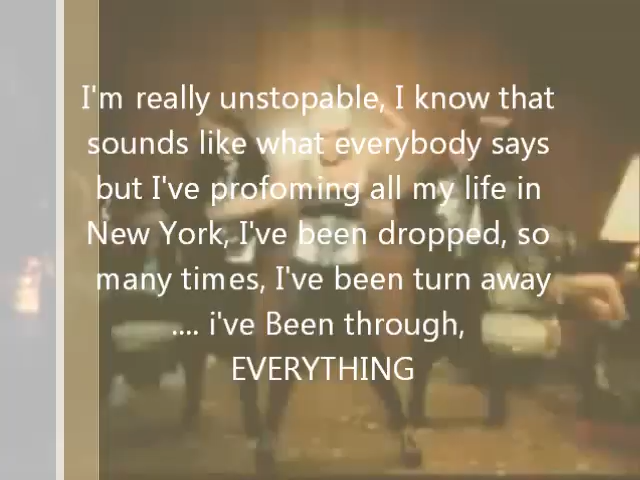 I'm really unstopable, I know that
sounds like what everybody says
but I've profoming all my life in
New York, I've been dropped, so
many times, I've been turn away
.... i've Been through,
EVERYTHING